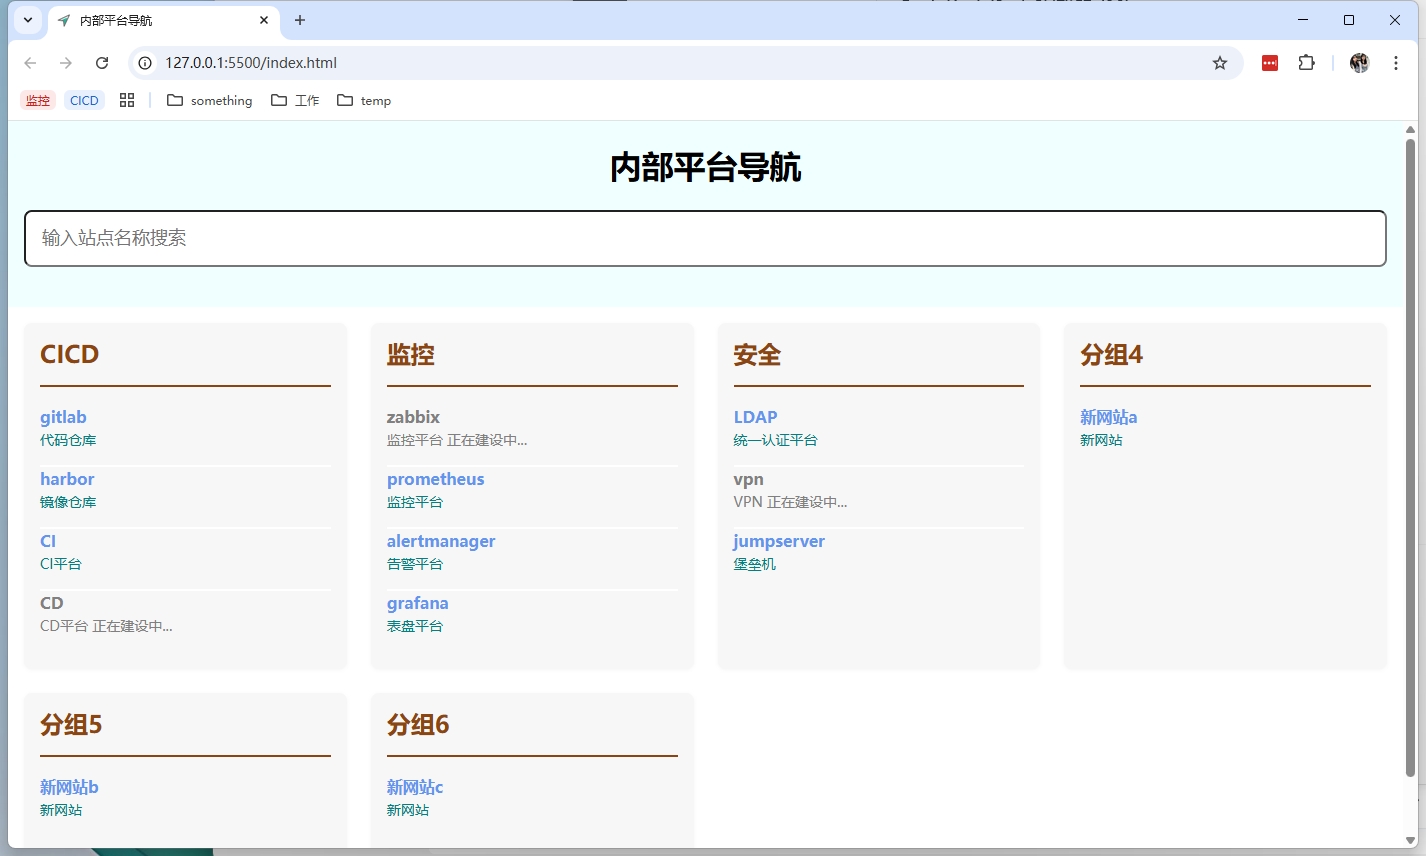 内部平台导航
127.0.0.1:5500/index.html
监控 CICD something 工作 temp
内部平台导航
输入站点名称搜索
CICD
gitlab
代码仓库
harbor
镜像仓库
CI
CI平台
CD
CD平台 正在建设中...
监控
zabbix
监控平台 正在建设中...
prometheus
监控平台
alertmanager
告警平台
grafana
表盘平台
安全
LDAP
统一认证平台
vpn
VPN 正在建设中...
jumpserver
堡垒机
分组4
新网站a
新网站
分组5
新网站b
新网站
分组6
新网站c
新网站